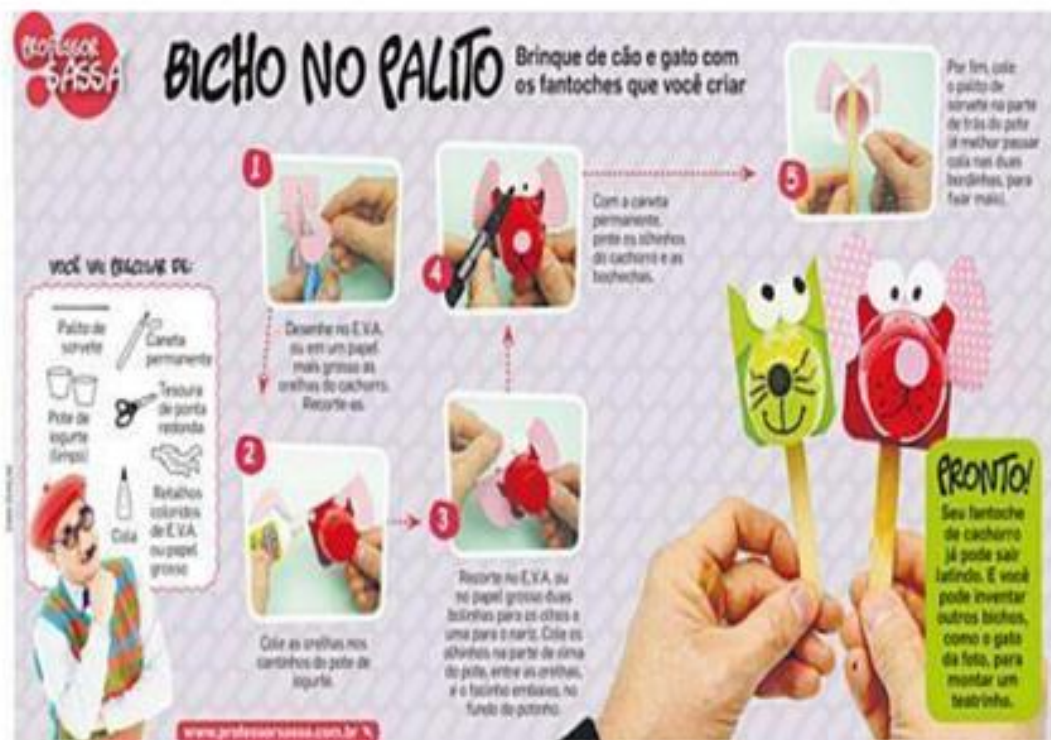 PROFESSOR
SASSA
BICHO NO PALITO
Brinque de cão e gato com
os fantoches que você criar
VOCÊ VAI PRECISAR DE:
Palito de
sorvete
Caneta
permanente
Pote de
iogurte
(limpo)
Tesoura
de ponta
redonda
Cola
Retalhos
coloridos
de E.V.A.
ou papel
grosso
1
Desenhe no E.V.A.
ou em um papel
mais grosso as
orelhas do cachorro.
Recorte-as.
2
Cole as orelhas nos
cantinhos do pote de
iogurte.
3
Recorte no E.V.A. ou
no papel grosso duas
bolinhas para os olhos e
uma para o nariz. Cole os
olhinhos na parte de cima
do pote, entre as orelhas,
e o focinho embaixo, no
fundo do potinho.
4
Com a caneta
permanente,
pinte os olhinhos
do cachorro e as
bochechas.
5
Por fim, cole
o palito de
sorvete na parte
de trás do pote
(é melhor passar
cola nas duas
bordinhas, para
fixar mais).
PRONTO!
Seu fantoche
de cachorro
já pode sair
latindo. E você
pode inventar
outros bichos,
como o gato
da foto, para
montar um
teatrinho.
www.professorsassa.com.br